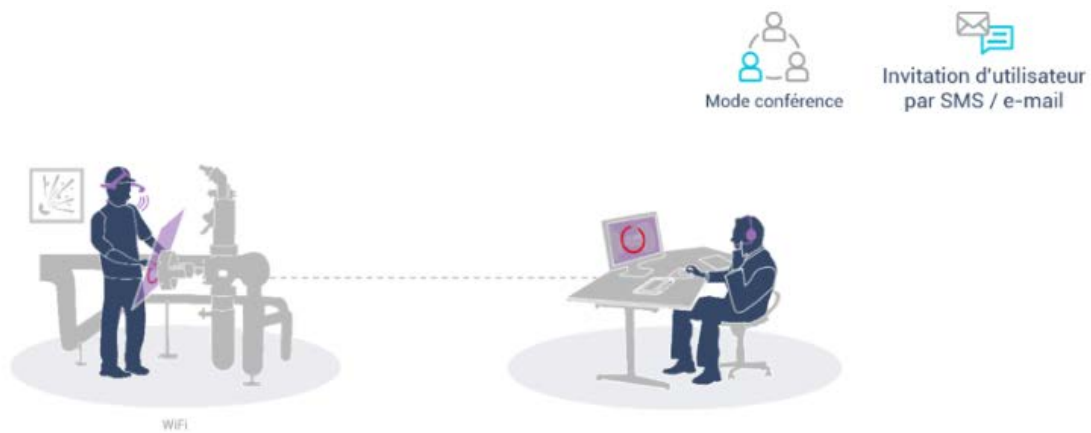 Mode conférence
Invitation d'utilisateur
par SMS / e-mail
WiFi